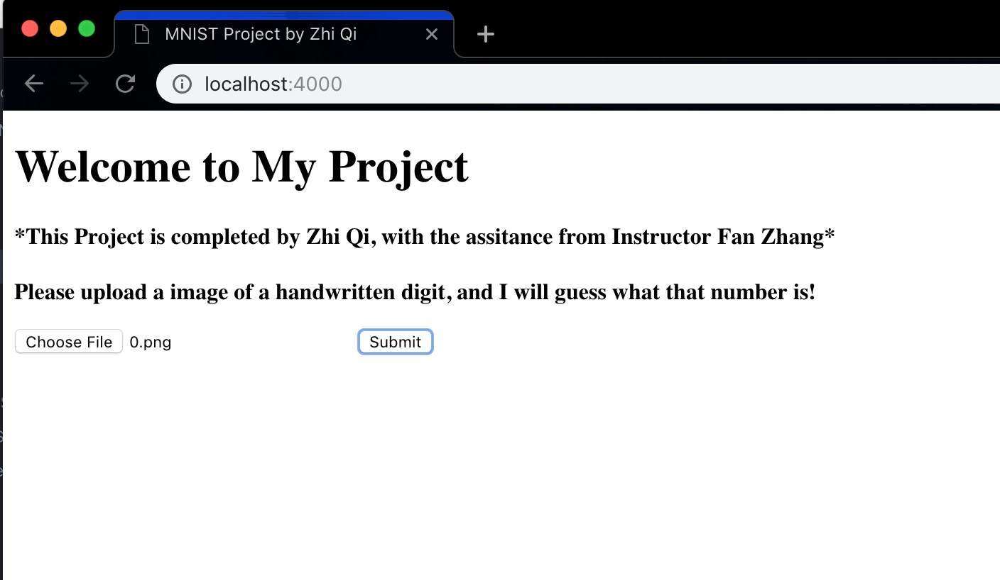 MNIST Project by Zhi Qi
localhost:4000
Welcome to My Project
*This Project is completed by Zhi Qi, with the assitance from Instructor Fan Zhang*
Please upload a image of a handwritten digit, and I will guess what that number is!
Choose File 0.png Submit